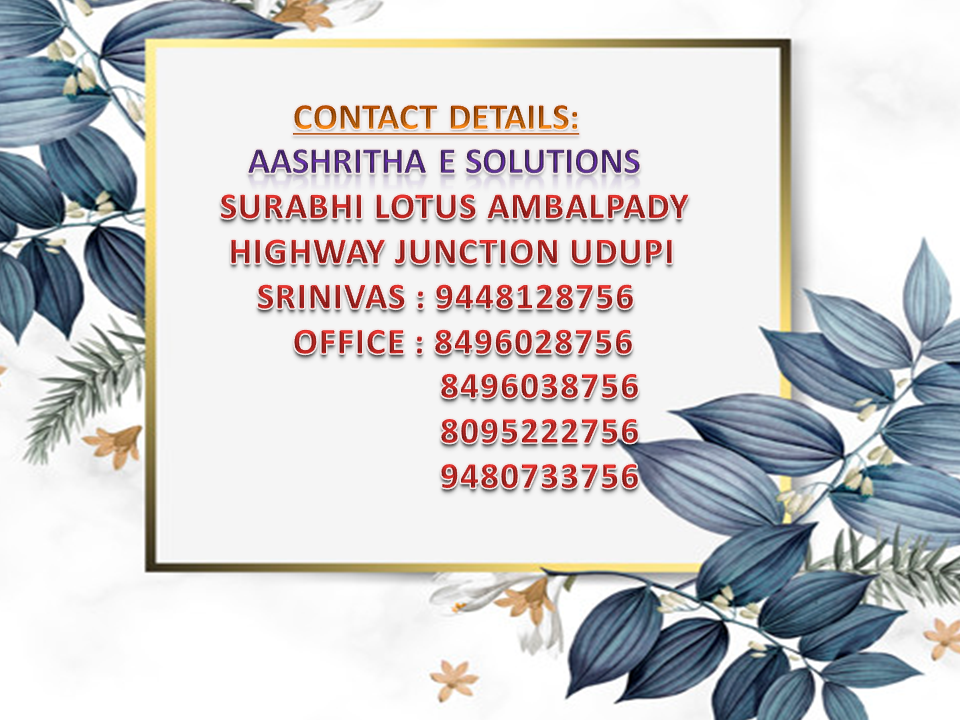 CONTACT DETAILS:
AASHRITHA E SOLUTIONS
SURABHI LOTUS AMBALPADY
HIGHWAY JUNCTION UDUPI
SRINIVAS : 9448128756
OFFICE : 8496028756
8496038756
8095222756
9480733756